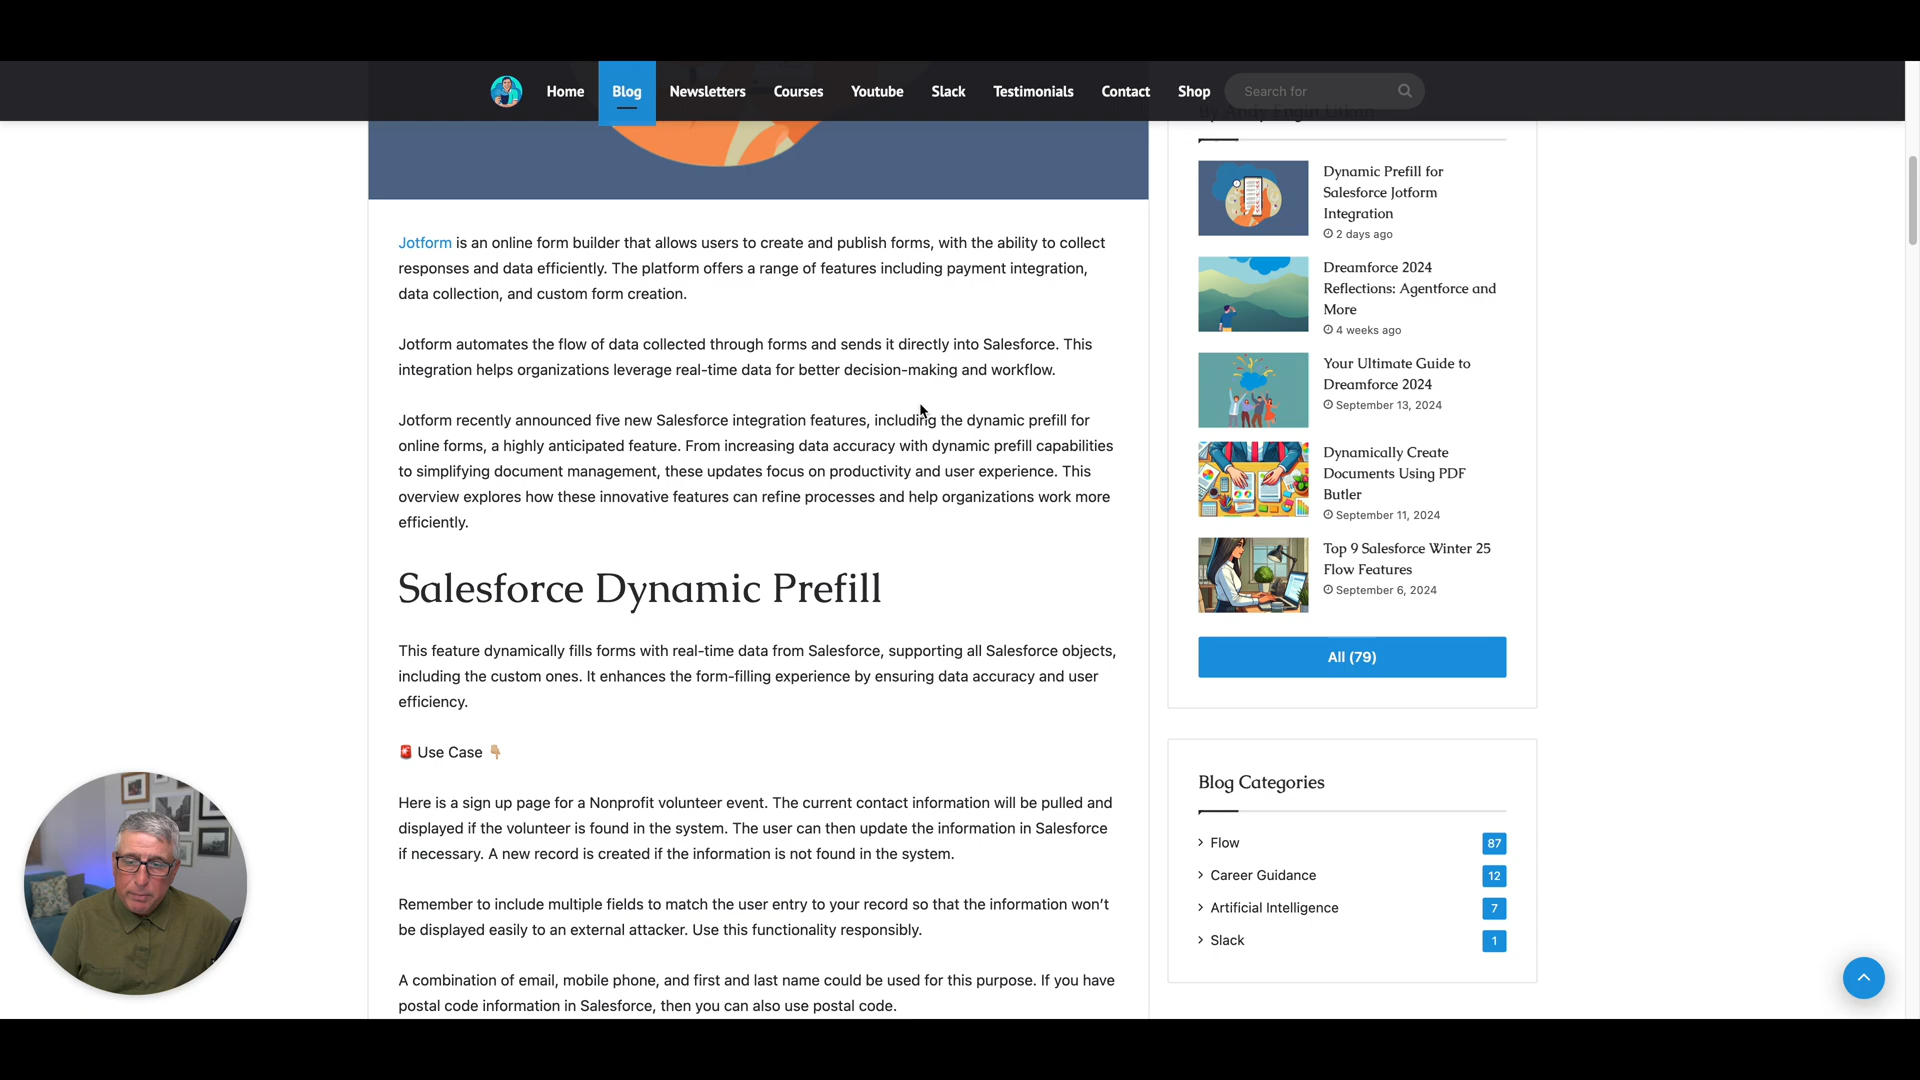 Home
Blog
Newsletters
Courses
Youtube
Slack
Testimonials
Contact
Shop
Search for
Jotform is an online form builder that allows users to create and publish forms, with the ability to collect
responses and data efficiently. The platform offers a range of features including payment integration,
data collection, and custom form creation.
Jotform automates the flow of data collected through forms and sends it directly into Salesforce. This
integration helps organizations leverage real-time data for better decision-making and workflow.
Jotform recently announced five new Salesforce integration features, including the dynamic prefill for
online forms, a highly anticipated feature. From increasing data accuracy with dynamic prefill capabilities
to simplifying document management, these updates focus on productivity and user experience. This
overview explores how these innovative features can refine processes and help organizations work more
efficiently.
Salesforce Dynamic Prefill
This feature dynamically fills forms with real-time data from Salesforce, supporting all Salesforce objects,
including the custom ones. It enhances the form-filling experience by ensuring data accuracy and user
efficiency.
🚨 Use Case 👇🏼
Here is a sign up page for a Nonprofit volunteer event. The current contact information will be pulled and
displayed if the volunteer is found in the system. The user can then update the information in Salesforce
if necessary. A new record is created if the information is not found in the system.
Remember to include multiple fields to match the user entry to your record so that the information won't
be displayed easily to an external attacker. Use this functionality responsibly.
A combination of email, mobile phone, and first and last name could be used for this purpose. If you have
postal code information in Salesforce, then you can also use postal code.
Dynamic Prefill for
Salesforce Jotform
Integration
2 days ago
Dreamforce 2024
Reflections: Agentforce and
More
4 weeks ago
Your Ultimate Guide to
Dreamforce 2024
September 13, 2024
Dynamically Create
Documents Using PDF
Butler
September 11, 2024
Top 9 Salesforce Winter 25
Flow Features
September 6, 2024
All (79)
Blog Categories
Flow 87
Career Guidance 12
Artificial Intelligence 7
Slack 1